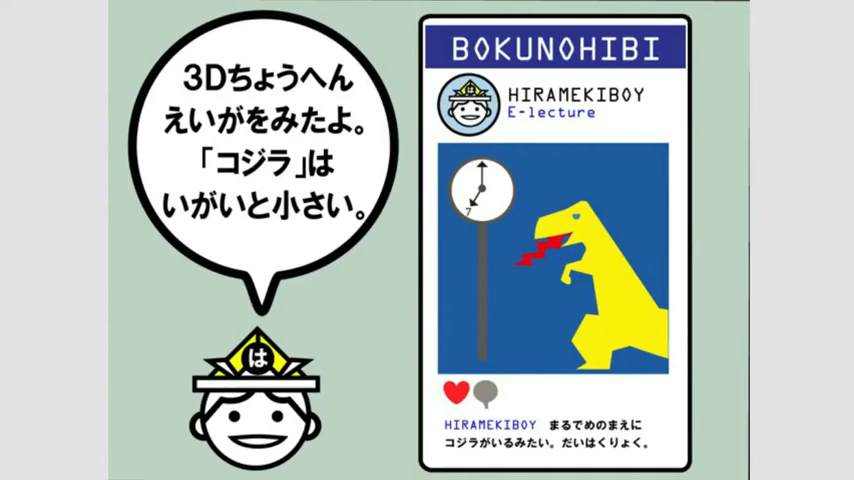 3Dちょうへん
えいがをみたよ。
「コジラ」は
いがいと小さい。
は
BOKUNOHIBI
は
HIRAMEKIBOY
E-lecture
7
HIRAMEKIBOY まるでめのまえに
コジラがいるみたい。だいはくりょく。